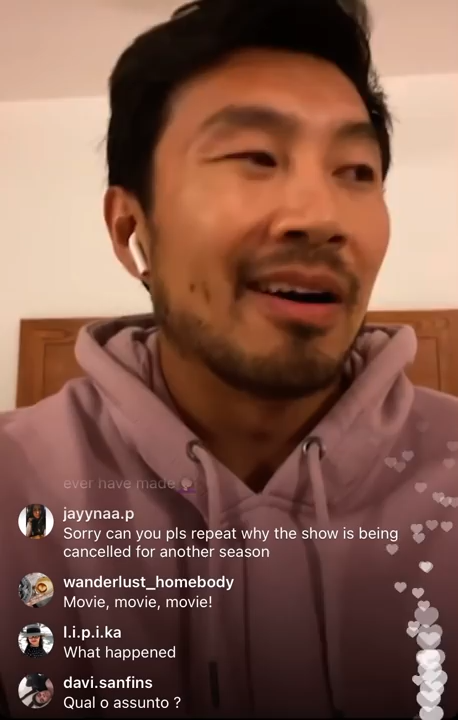 ever have made
jayynaa.p
Sorry can you pls repeat why the show is being
cancelled for another season
wanderlust_homebody
Movie, movie, movie!
l.i.p.i.ka
What happened
davi.sanfins
Qual o assunto ?